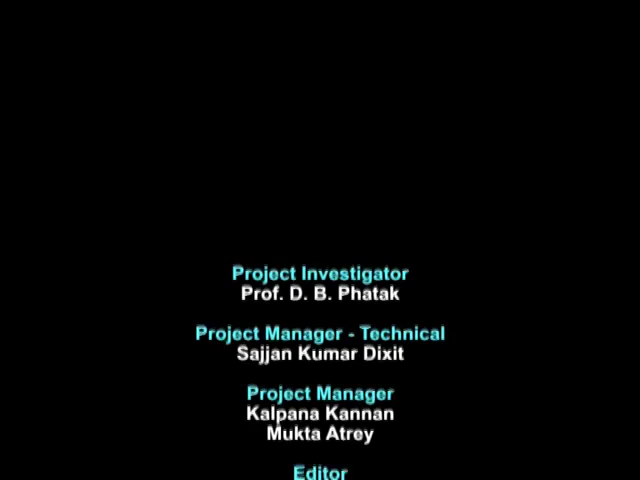 Project Investigator
Prof. D. B. Phatak
Project Manager - Technical
Sajjan Kumar Dixit
Project Manager
Kalpana Kannan
Mukta Atrey
Editor